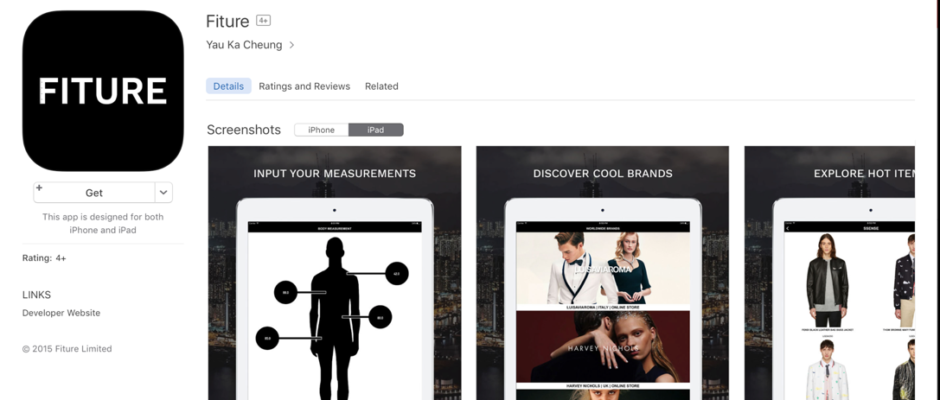 Fiture 4+
Yau Ka Cheung
FITURE
Details Ratings and Reviews Related
Screenshots iPhone iPad
Get
This app is designed for both
iPhone and iPad
Rating: 4+
LINKS
Developer Website
© 2015 Fiture Limited
INPUT YOUR MEASUREMENTS
BODY MEASUREMENT
DISCOVER COOL BRANDS
WORLDWIDE BRANDS
LUISAVIAROMA
LUISAVIAROMA | ITALY | ONLINE STORE
HARVEY NICHOLS
HARVEY NICHOLS | UK | ONLINE STORE
EXPLORE HOT ITEM